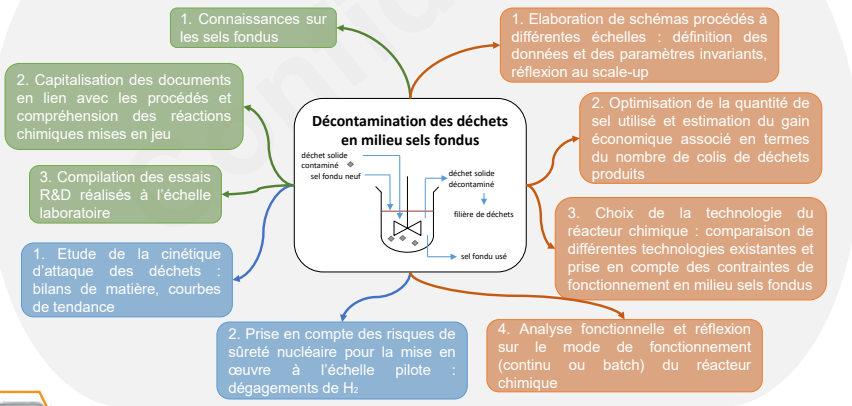 1. Connaissances sur
les sels fondus
2. Capitalisation des documents
en lien avec les procédés et
compréhension des réactions
chimiques mises en jeu
3. Compilation des essais
R&D réalisés à l'échelle
laboratoire
1. Etude de la cinétique
d'attaque des déchets :
bilans de matière, courbes
de tendance
2. Prise en compte des risques de
sûreté nucléaire pour la mise en
œuvre à l'échelle pilote :
dégagements de H₂
Décontamination des déchets
en milieu sels fondus
déchet solide
contaminé
sel fondu neuf
déchet solide
décontaminé
filière de déchets
sel fondu usé
1. Elaboration de schémas procédés à
différentes échelles : définition des
données et des paramètres invariants,
réflexion au scale-up
2. Optimisation de la quantité de
sel utilisé et estimation du gain
économique associé en termes
du nombre de colis de déchets
produits
3. Choix de la technologie du
réacteur chimique : comparaison de
différentes technologies existantes et
prise en compte des contraintes de
fonctionnement en milieu sels fondus
4. Analyse fonctionnelle et réflexion
sur le mode de fonctionnement
(continu ou batch) du réacteur
chimique